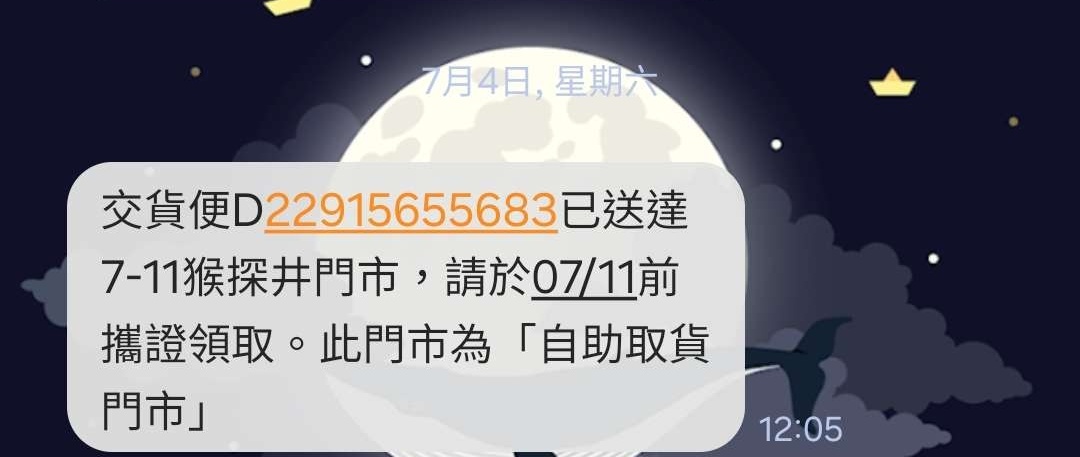 7月4日, 星期六
交貨便D22915655683已送達
7-11猴探井門市，請於07/11前
攜證領取。此門市為「自助取貨
門市」
12:05